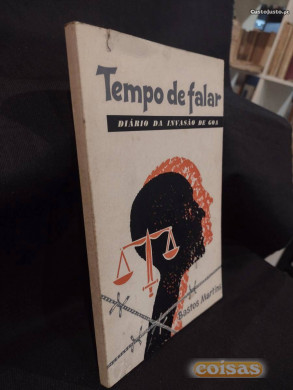 CustoJusto.pt
Tempo de falar
DIÁRIO DA INVASÃO DE GOA
Bastos Martins
coisas